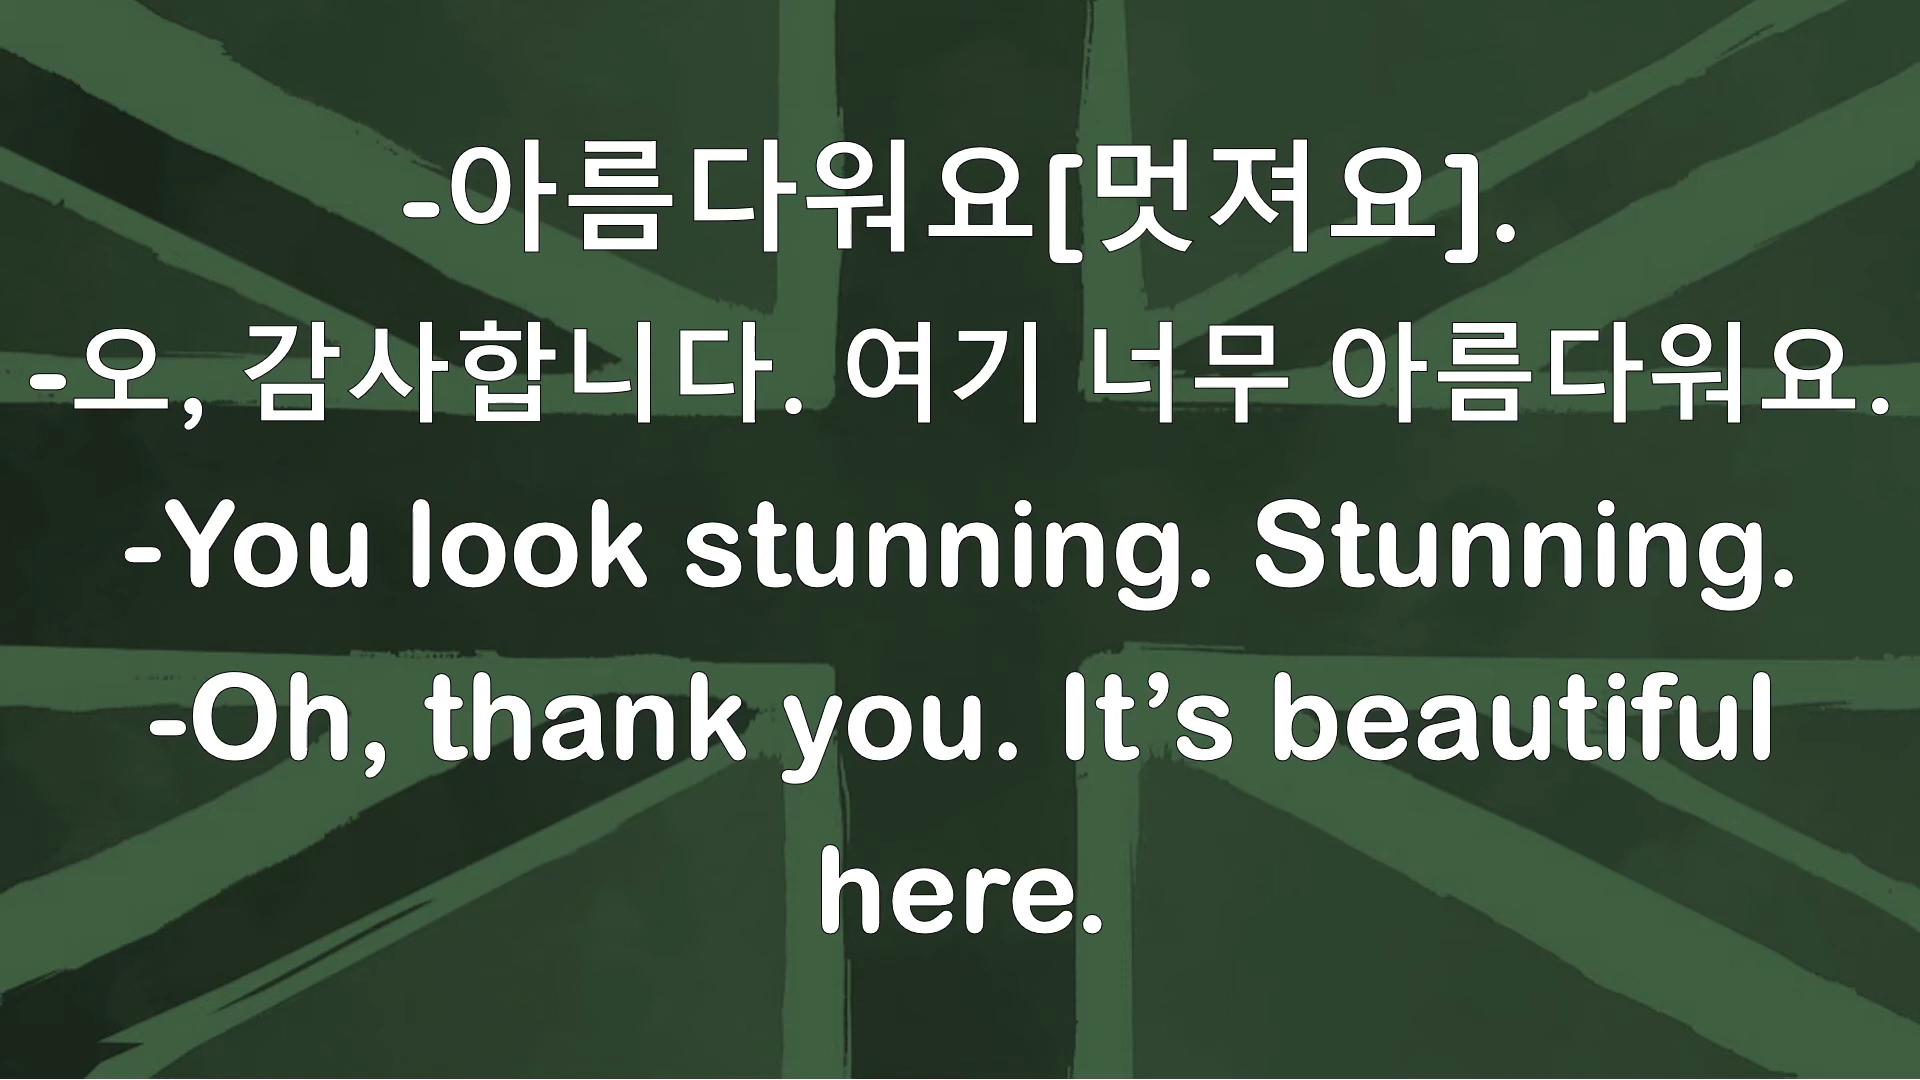 -아름다워요[멋져요].
-오, 감사합니다. 여기 너무 아름다워요.
-You look stunning. Stunning.
-Oh, thank you. It’s beautiful
here.